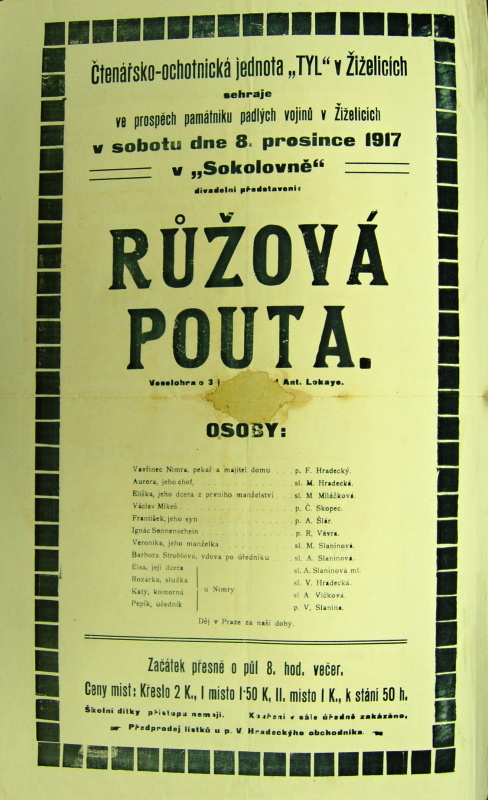 Čtenářsko-ochotnická jednota „TYL“ v Žiželicích
sehraje
ve prospěch památníku padlých vojínů v Žiželicích
v sobotu dne 8. prosince 1917
v „Sokolovně“
divadelní představení:
RŮŽOVÁ
POUTA.
Veselohra o 3 Ant. Lokaye.
OSOBY:
Vavřinec Nimra, pekař a majitel domu . . . p. F. Hradecký.
Aurora, jeho choť, . . . sl. M. Hradecká.
Eliška, jeho dcera z prvního manželství . . sl. M Miláčková.
Václav Mikeš . . . p. Č. Skopec.
František, jeho syn . . . p. A. Šlár.
Ignác Sonnenschein . . . p. R. Vávra.
Veronika, jeho manželka . . . sl. M. Slaninová.
Barbora Stroblová, vdova po úředníku . . sl. A. Slaninová.
Elsa, její dcera sl. A. Slaninová ml.
Rozárka, služka sl. V. Hradecká.
Katy, komorná u Nimry sl A. Vlčková.
Pepík, učedník p. V, Slanina.
Děj v Praze za naší doby.
Začátek přesně o půl 8. hod. večer.
Ceny míst: Křeslo 2 K., I místo 1·50 K, II. místo 1 K., k stání 50 h.
Školní dítky přístupu nemají. Kouření v sále úředně zakázáno.
Předprodej lístků u p. V. Hradeckýho obchodníka.